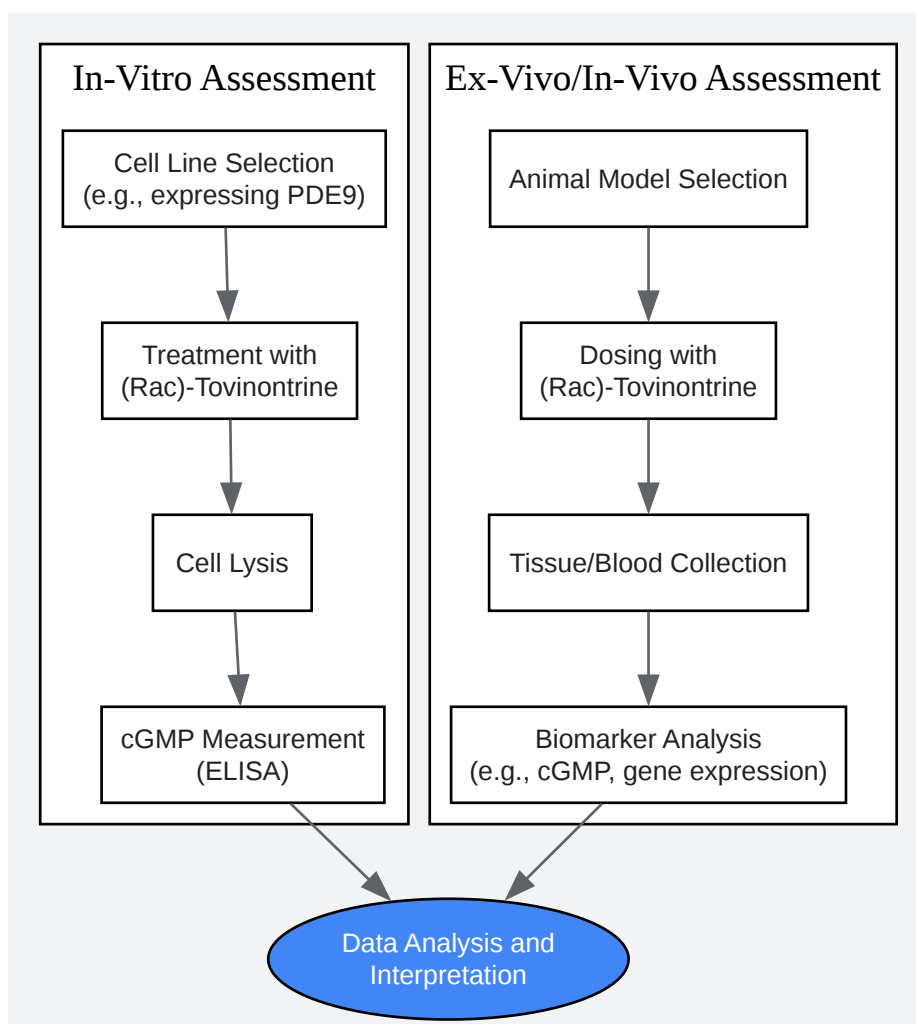 In-Vitro Assessment
Cell Line Selection
(e.g., expressing PDE9)
Treatment with
(Rac)-Tovinontrine
Cell Lysis
cGMP Measurement
(ELISA)
Ex-Vivo/In-Vivo Assessment
Animal Model Selection
Dosing with
(Rac)-Tovinontrine
Tissue/Blood Collection
Biomarker Analysis
(e.g., cGMP, gene expression)
Data Analysis and
Interpretation